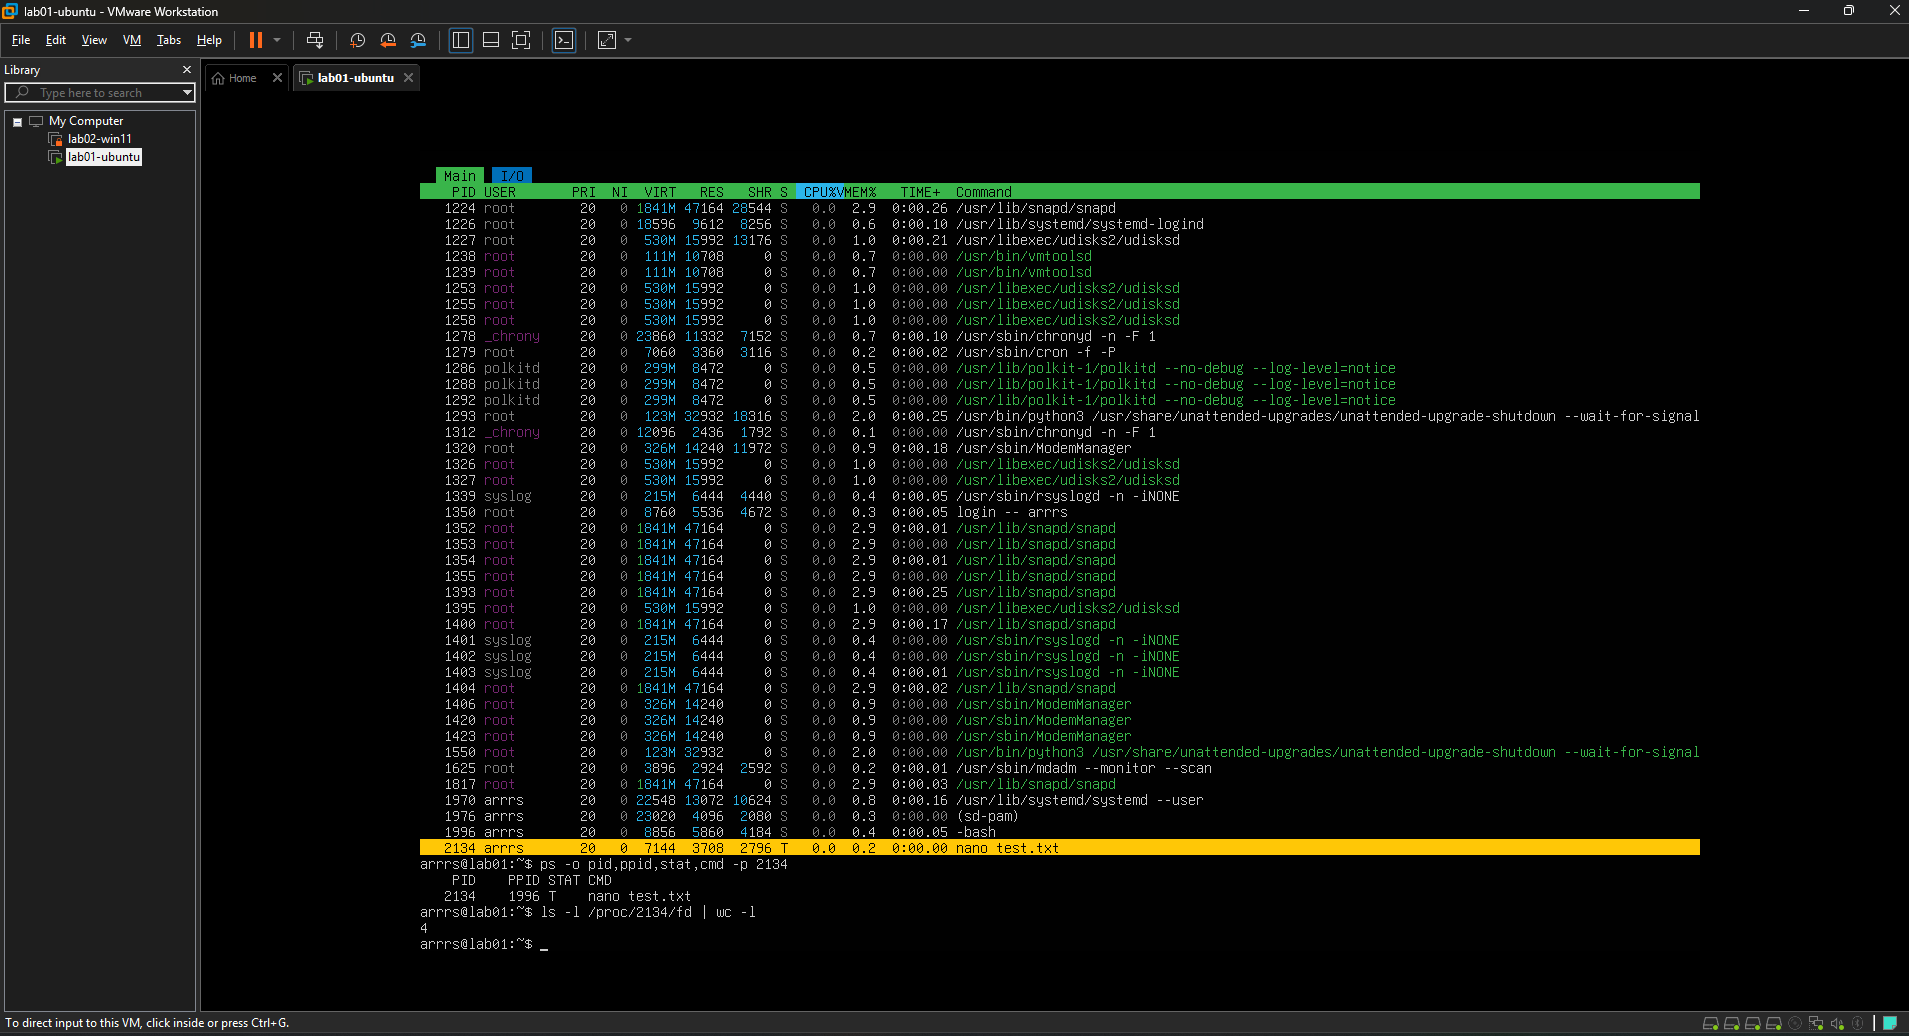 lab01-ubuntu - VMware Workstation
File Edit View VM Tabs Help
Library
Home lab01-ubuntu
Type here to search
My Computer
lab02-win11
lab01-ubuntu
Main I/O
PID USER PRI NI VIRT RES SHR S CPU%▽MEM% TIME+ Command
1224 root 20 0 1841M 47164 28544 S 0.0 2.9 0:00.26 /usr/lib/snapd/snapd
1226 root 20 0 18596 9612 8256 S 0.0 0.6 0:00.10 /usr/lib/systemd/systemd-logind
1227 root 20 0 530M 15992 13176 S 0.0 1.0 0:00.21 /usr/libexec/udisks2/udisksd
1238 root 20 0 111M 10708 0 S 0.0 0.7 0:00.00 /usr/bin/vmtoolsd
1239 root 20 0 111M 10708 0 S 0.0 0.7 0:00.00 /usr/bin/vmtoolsd
1253 root 20 0 530M 15992 0 S 0.0 1.0 0:00.00 /usr/libexec/udisks2/udisksd
1255 root 20 0 530M 15992 0 S 0.0 1.0 0:00.00 /usr/libexec/udisks2/udisksd
1258 root 20 0 530M 15992 0 S 0.0 1.0 0:00.00 /usr/libexec/udisks2/udisksd
1278 _chrony 20 0 23860 11332 7152 S 0.0 0.7 0:00.10 /usr/sbin/chronyd -n -F 1
1279 root 20 0 7060 3360 3116 S 0.0 0.2 0:00.02 /usr/sbin/cron -f -P
1286 polkitd 20 0 299M 8472 0 S 0.0 0.5 0:00.00 /usr/lib/polkit-1/polkitd --no-debug --log-level=notice
1288 polkitd 20 0 299M 8472 0 S 0.0 0.5 0:00.00 /usr/lib/polkit-1/polkitd --no-debug --log-level=notice
1292 polkitd 20 0 299M 8472 0 S 0.0 0.5 0:00.00 /usr/lib/polkit-1/polkitd --no-debug --log-level=notice
1293 root 20 0 123M 32932 18316 S 0.0 2.0 0:00.25 /usr/bin/python3 /usr/share/unattended-upgrades/unattended-upgrade-shutdown --wait-for-signal
1312 _chrony 20 0 12096 2436 1792 S 0.0 0.1 0:00.00 /usr/sbin/chronyd -n -F 1
1320 root 20 0 326M 14240 11972 S 0.0 0.9 0:00.18 /usr/sbin/ModemManager
1326 root 20 0 530M 15992 0 S 0.0 1.0 0:00.00 /usr/libexec/udisks2/udisksd
1327 root 20 0 530M 15992 0 S 0.0 1.0 0:00.00 /usr/libexec/udisks2/udisksd
1339 syslog 20 0 215M 6444 4440 S 0.0 0.4 0:00.05 /usr/sbin/rsyslogd -n -iNONE
1350 root 20 0 8760 5536 4672 S 0.0 0.3 0:00.05 login -- arrrs
1352 root 20 0 1841M 47164 0 S 0.0 2.9 0:00.01 /usr/lib/snapd/snapd
1353 root 20 0 1841M 47164 0 S 0.0 2.9 0:00.00 /usr/lib/snapd/snapd
1354 root 20 0 1841M 47164 0 S 0.0 2.9 0:00.01 /usr/lib/snapd/snapd
1355 root 20 0 1841M 47164 0 S 0.0 2.9 0:00.00 /usr/lib/snapd/snapd
1393 root 20 0 1841M 47164 0 S 0.0 2.9 0:00.25 /usr/lib/snapd/snapd
1395 root 20 0 530M 15992 0 S 0.0 1.0 0:00.00 /usr/libexec/udisks2/udisksd
1400 root 20 0 1841M 47164 0 S 0.0 2.9 0:00.17 /usr/lib/snapd/snapd
1401 syslog 20 0 215M 6444 0 S 0.0 0.4 0:00.00 /usr/sbin/rsyslogd -n -iNONE
1402 syslog 20 0 215M 6444 0 S 0.0 0.4 0:00.00 /usr/sbin/rsyslogd -n -iNONE
1403 syslog 20 0 215M 6444 0 S 0.0 0.4 0:00.01 /usr/sbin/rsyslogd -n -iNONE
1404 root 20 0 1841M 47164 0 S 0.0 2.9 0:00.02 /usr/lib/snapd/snapd
1406 root 20 0 326M 14240 0 S 0.0 0.9 0:00.00 /usr/sbin/ModemManager
1420 root 20 0 326M 14240 0 S 0.0 0.9 0:00.00 /usr/sbin/ModemManager
1423 root 20 0 326M 14240 0 S 0.0 0.9 0:00.00 /usr/sbin/ModemManager
1550 root 20 0 123M 32932 0 S 0.0 2.0 0:00.00 /usr/bin/python3 /usr/share/unattended-upgrades/unattended-upgrade-shutdown --wait-for-signal
1625 root 20 0 3896 2924 2592 S 0.0 0.2 0:00.01 /usr/sbin/mdadm --monitor --scan
1817 root 20 0 1841M 47164 0 S 0.0 2.9 0:00.03 /usr/lib/snapd/snapd
1970 arrrs 20 0 22548 13072 10624 S 0.0 0.8 0:00.16 /usr/lib/systemd/systemd --user
1976 arrrs 20 0 23020 4096 2080 S 0.0 0.3 0:00.00 (sd-pam)
1996 arrrs 20 0 8856 5860 4184 S 0.0 0.4 0:00.05 -bash
2134 arrrs 20 0 7144 3708 2796 T 0.0 0.2 0:00.00 nano test.txt
arrrs@lab01:~$ ps -o pid,ppid,stat,cmd -p 2134
PID PPID STAT CMD
2134 1996 T nano test.txt
arrrs@lab01:~$ ls -l /proc/2134/fd | wc -l
4
arrrs@lab01:~$ _
To direct input to this VM, click inside or press Ctrl+G.